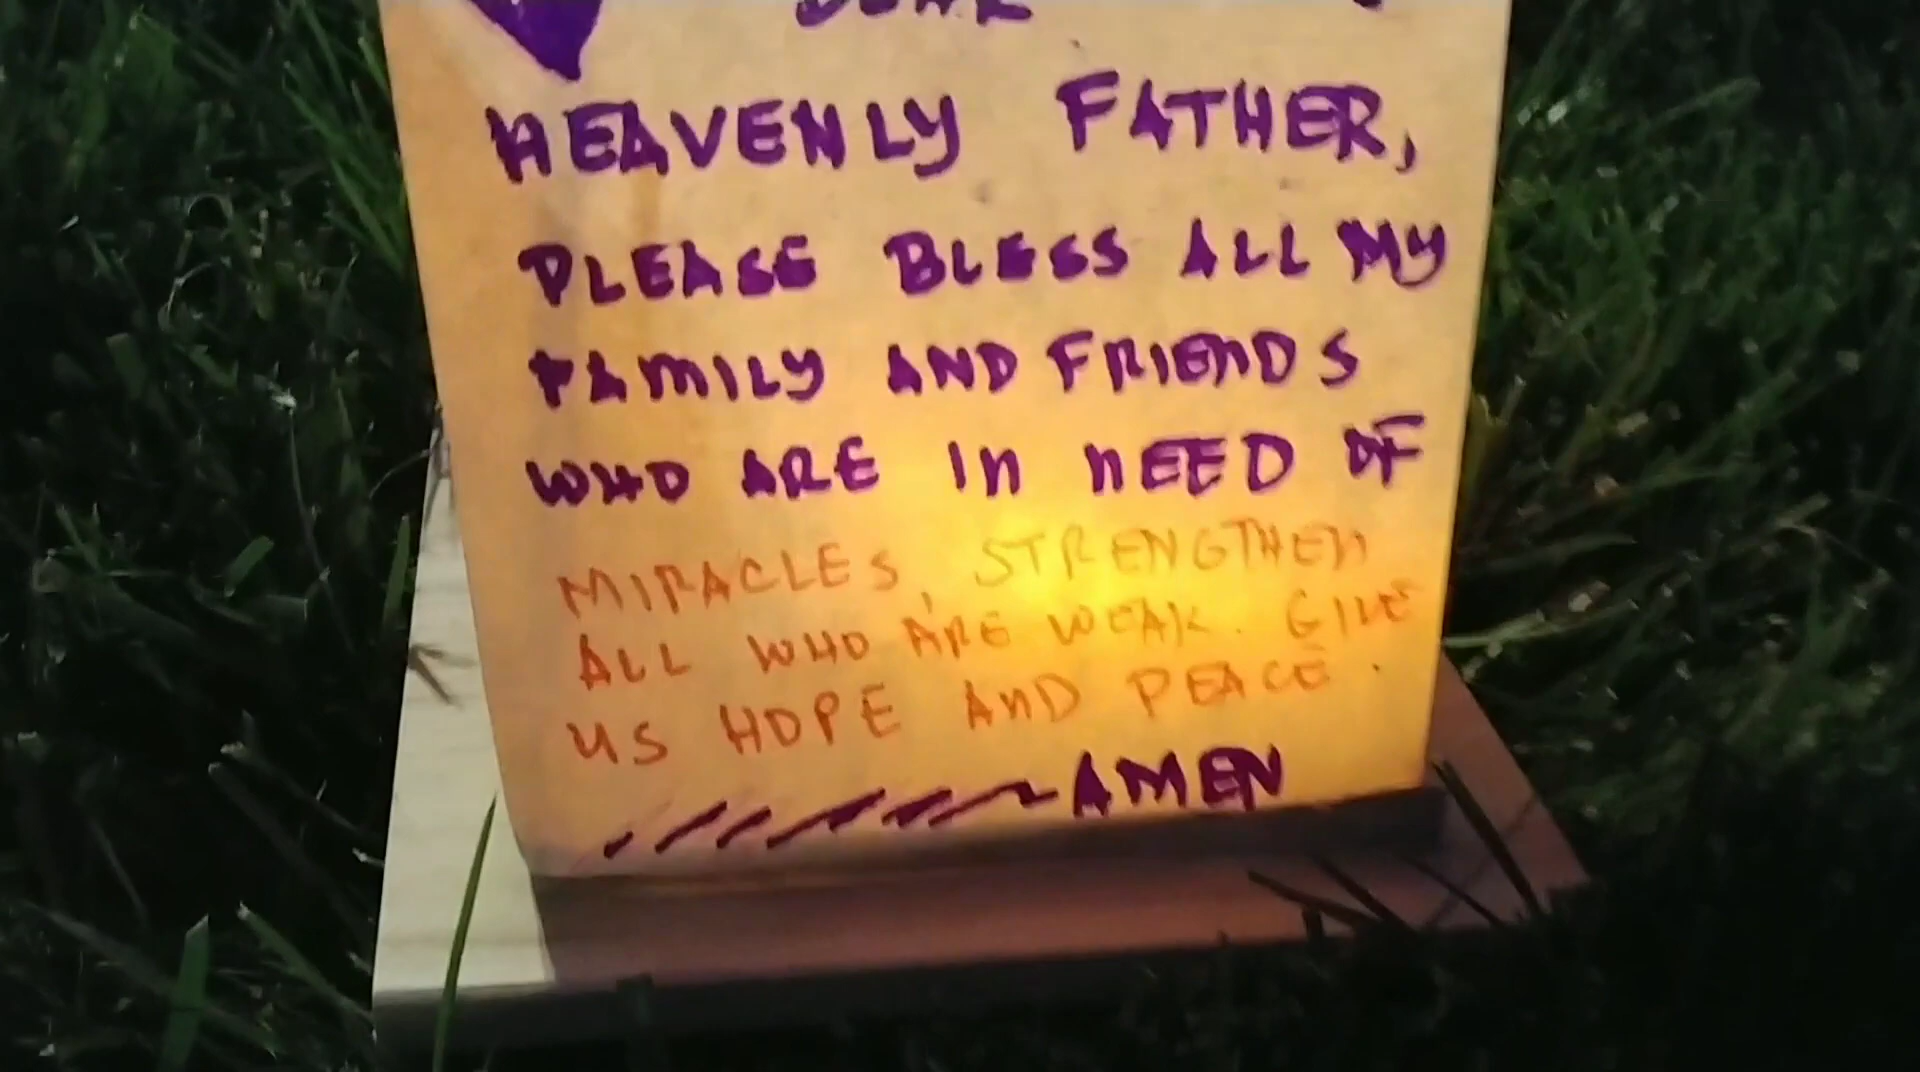 DEAR
HEAVENLY FATHER,
PLEASE BLESS ALL MY
FAMILY AND FRIENDS
WHO ARE IN NEED OF
MIRACLES, STRENGTHEN
ALL WHO ARE WEAK. GIVE
US HOPE AND PEACE.
AMEN